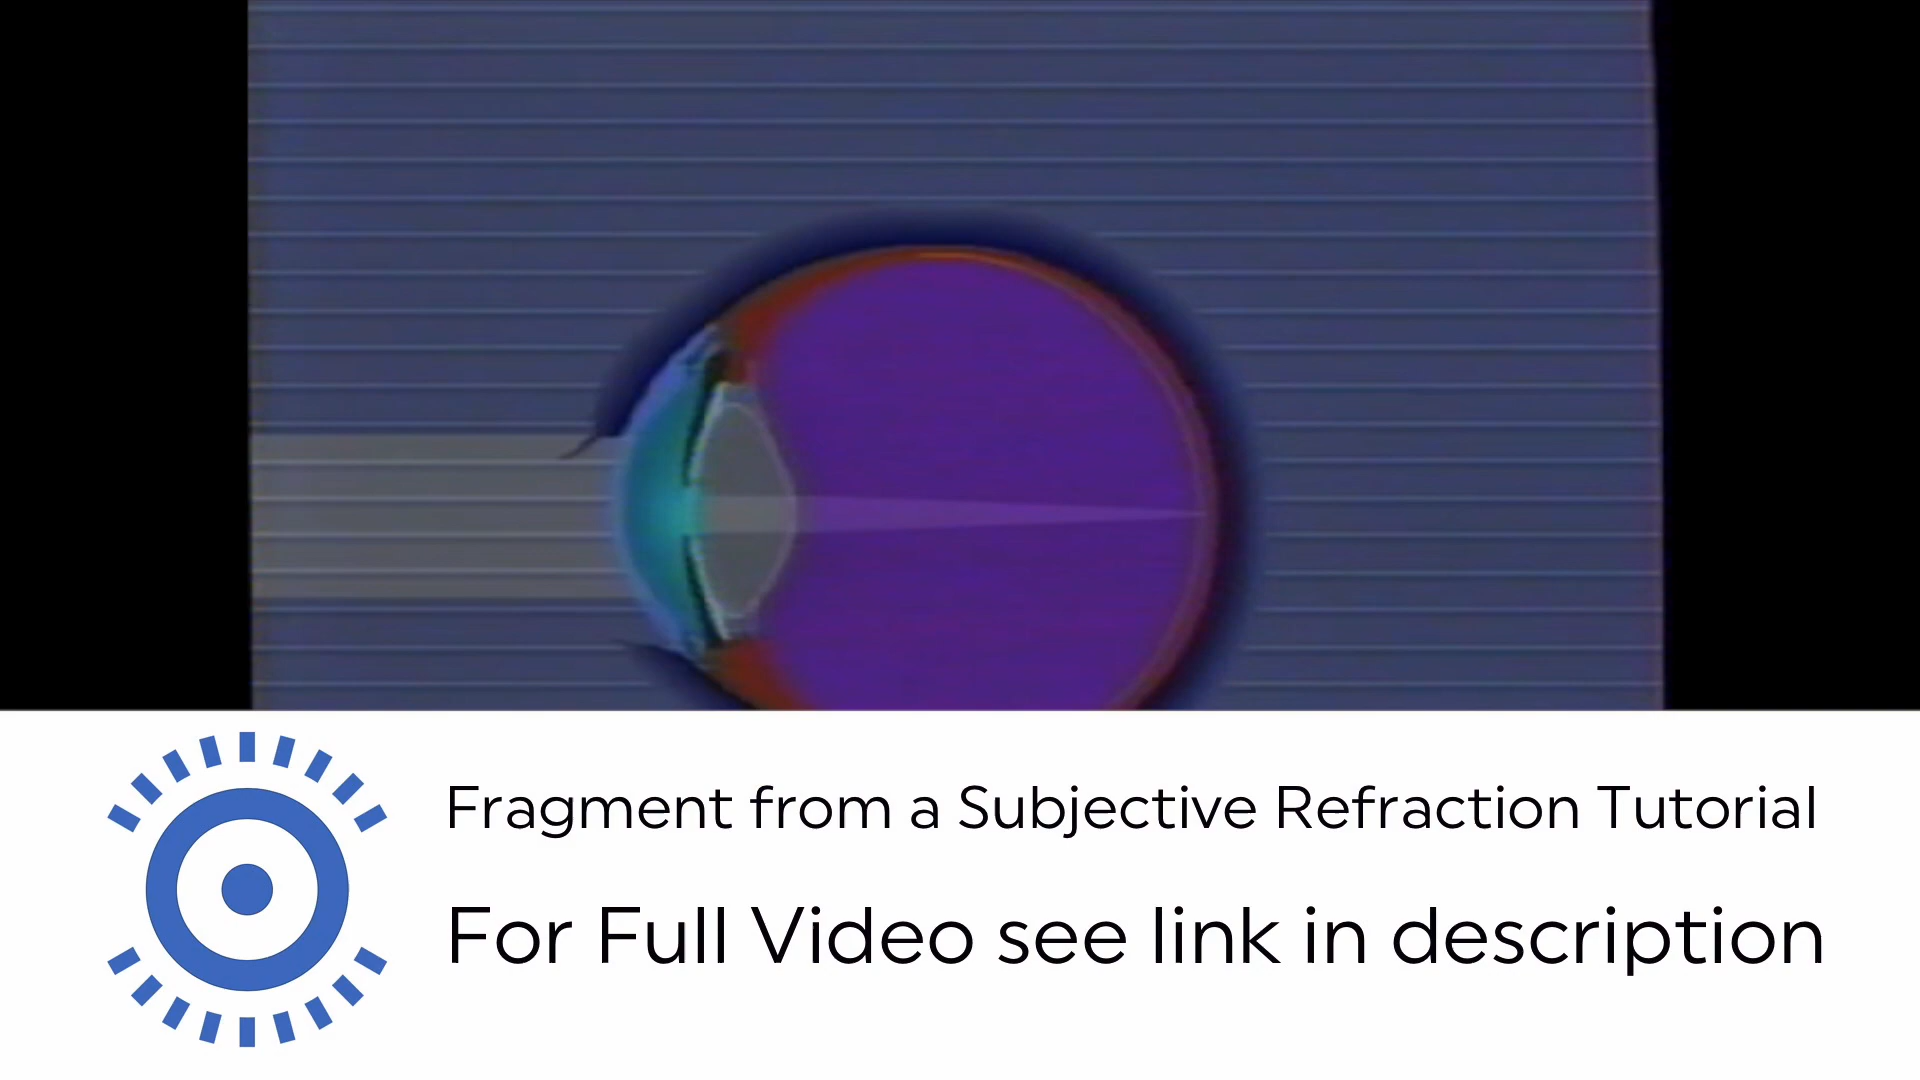 Fragment from a Subjective Refraction Tutorial
For Full Video see link in description